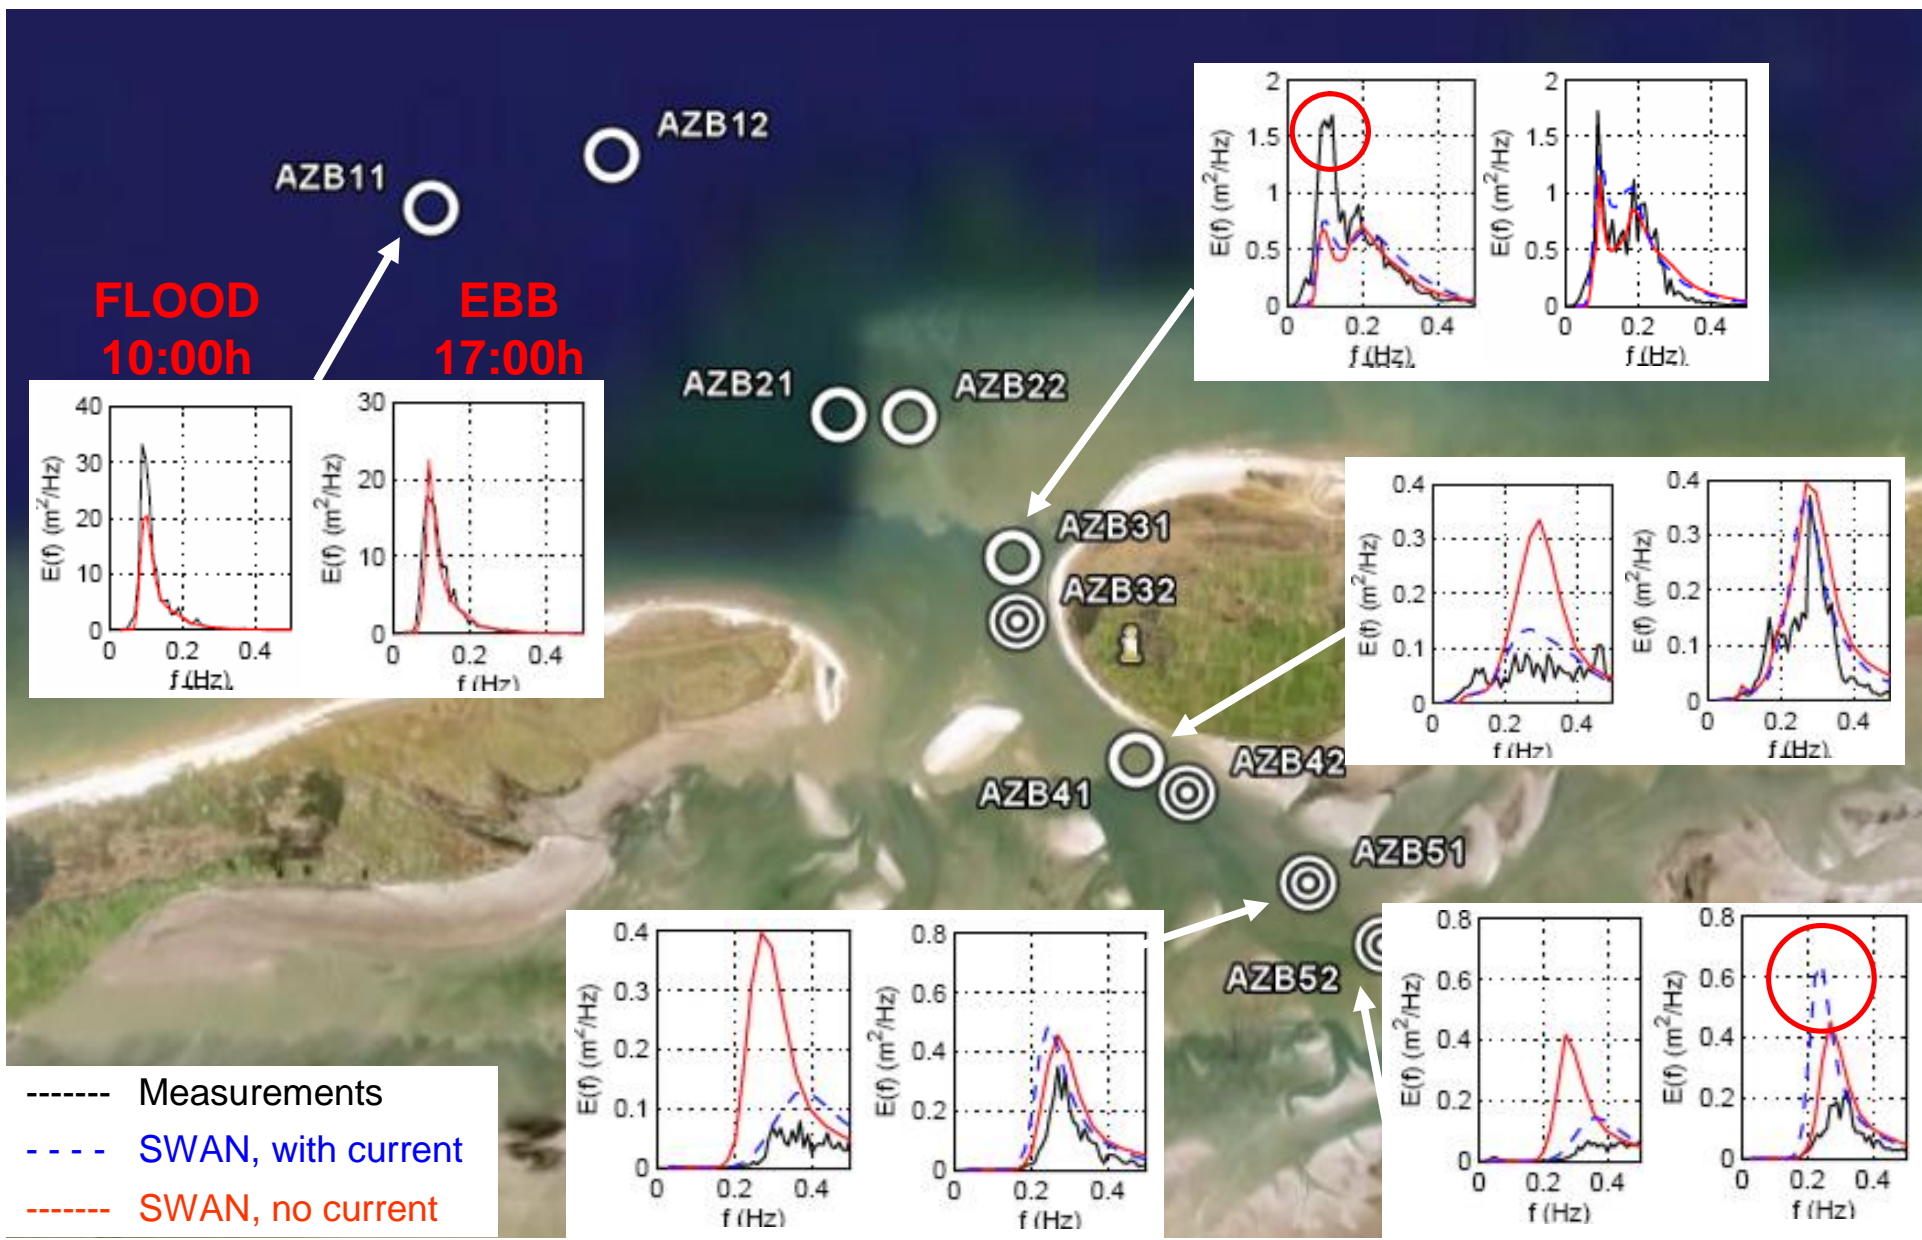 AZB12
AZB11
FLOOD
10:00h
EBB
17:00h
40
30
20
10
0
0
0.2
0.4
E(f) (m²/Hz)
f (Hz)
30
20
10
0
0
0.2
0.4
E(f) (m²/Hz)
f (Hz)
2
1.5
1
0.5
0
0
0.2
0.4
E(f) (m²/Hz)
f (Hz)
2
1.5
1
0.5
0
0
0.2
0.4
E(f) (m²/Hz)
f (Hz)
AZB21
AZB22
AZB31
AZB32
0.4
0.3
0.2
0.1
0
0
0.2
0.4
E(f) (m²/Hz)
f (Hz)
0.4
0.3
0.2
0.1
0
0
0.2
0.4
E(f) (m²/Hz)
f (Hz)
AZB42
AZB41
AZB51
AZB52
0.4
0.3
0.2
0.1
0
0
0.2
0.4
E(f) (m²/Hz)
f (Hz)
0.8
0.6
0.4
0.2
0
0
0.2
0.4
E(f) (m²/Hz)
f (Hz)
0.8
0.6
0.4
0.2
0
0
0.2
0.4
E(f) (m²/Hz)
f (Hz)
0.8
0.6
0.4
0.2
0
0
0.2
0.4
E(f) (m²/Hz)
f (Hz)
------- Measurements
- - - - SWAN, with current
------- SWAN, no current